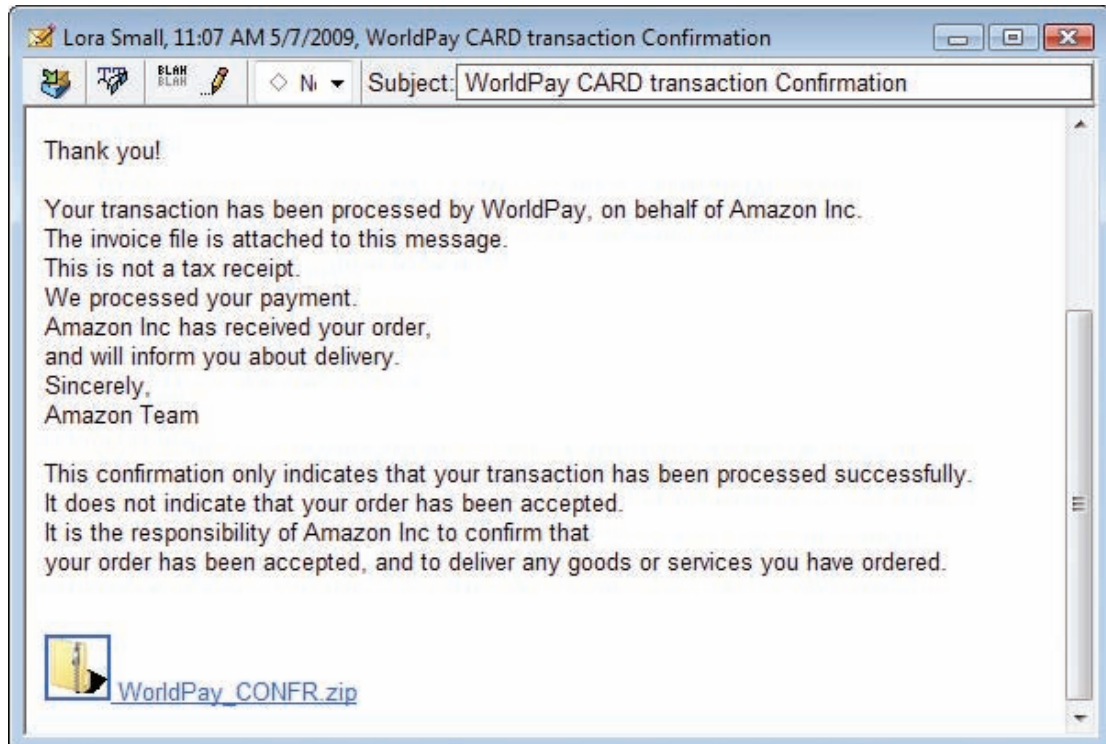 Lora Small, 11:07 AM 5/7/2009, WorldPay CARD transaction Confirmation
BLAH
BLAH
Subject: WorldPay CARD transaction Confirmation
Thank you!
Your transaction has been processed by WorldPay, on behalf of Amazon Inc.
The invoice file is attached to this message.
This is not a tax receipt.
We processed your payment.
Amazon Inc has received your order,
and will inform you about delivery.
Sincerely,
Amazon Team
This confirmation only indicates that your transaction has been processed successfully.
It does not indicate that your order has been accepted.
It is the responsibility of Amazon Inc to confirm that
your order has been accepted, and to deliver any goods or services you have ordered.
WorldPay_CONFR.zip